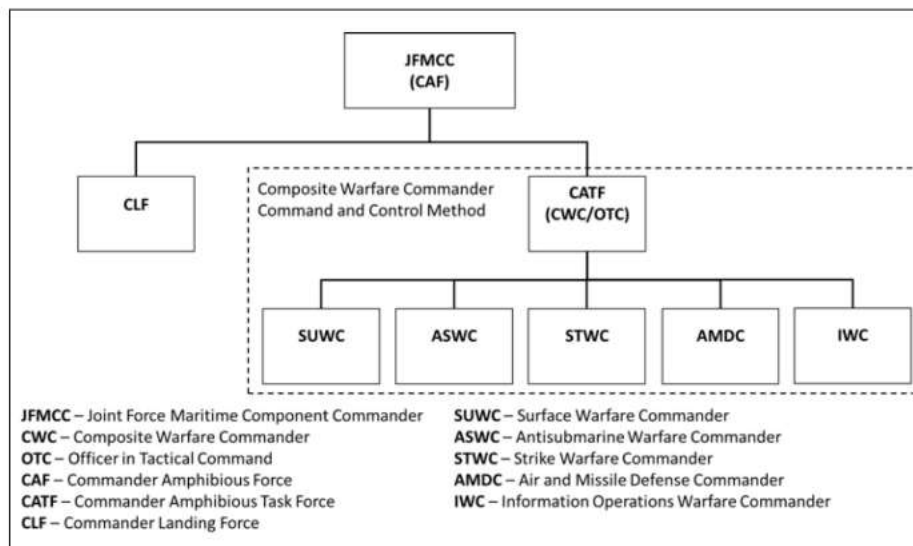 JFMCC
(CAF)
CLF
Composite Warfare Commander
Command and Control Method
CATF
(CWC/OTC)
SUWC
ASWC
STWC
AMDC
IWC
JFMCC – Joint Force Maritime Component Commander
CWC – Composite Warfare Commander
OTC – Officer in Tactical Command
CAF – Commander Amphibious Force
CATF – Commander Amphibious Task Force
CLF – Commander Landing Force
SUWC – Surface Warfare Commander
ASWC – Antisubmarine Warfare Commander
STWC – Strike Warfare Commander
AMDC – Air and Missile Defense Commander
IWC – Information Operations Warfare Commander